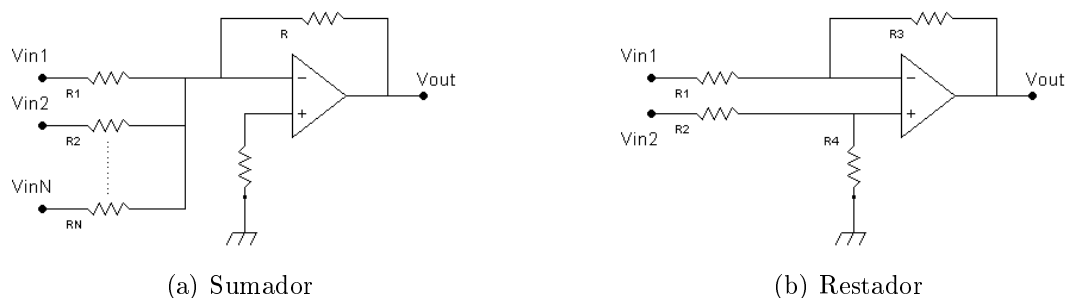 R
Vin1
R1
Vin2
R2
VinN
RN
−
+
Vout
(a) Sumador
R3
Vin1
R1
R2
Vin2
R4
−
+
Vout
(b) Restador